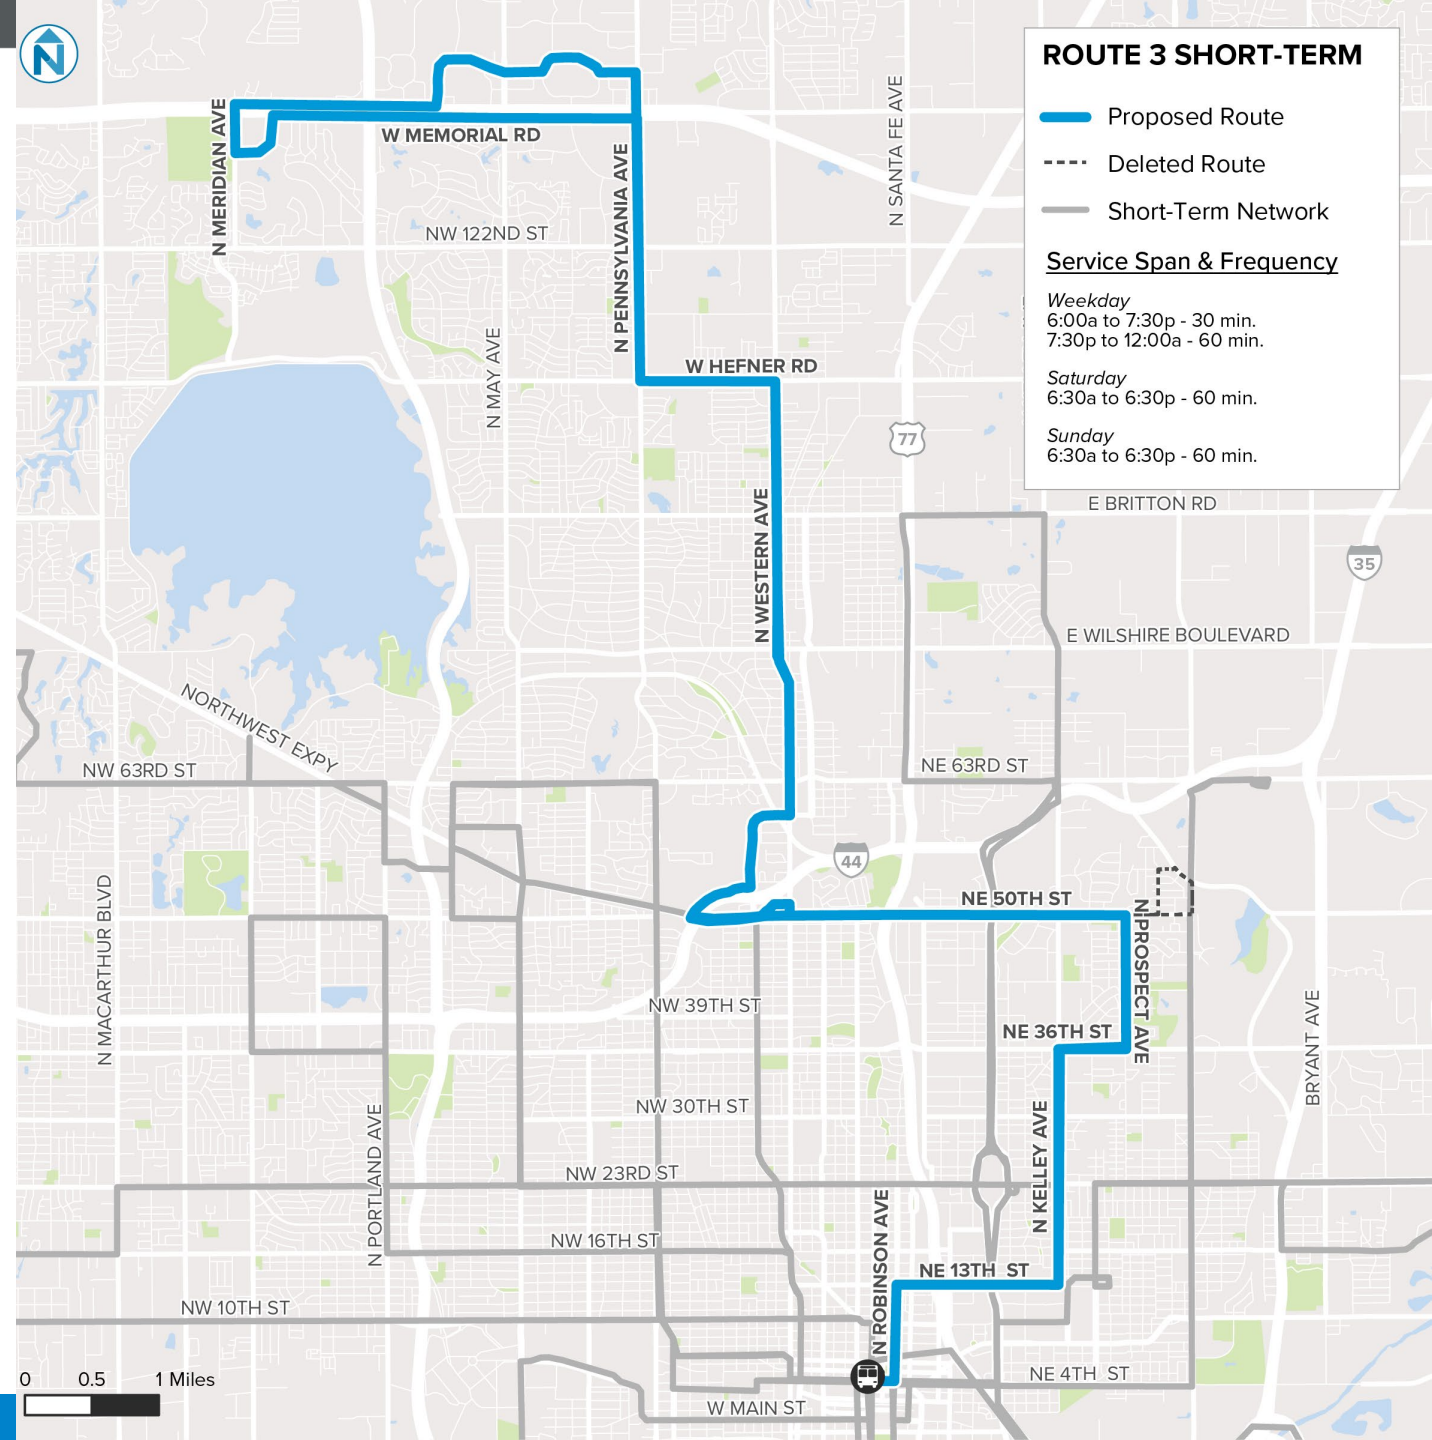 N
ROUTE 3 SHORT-TERM
Proposed Route
Deleted Route
Short-Term Network
Service Span & Frequency
Weekday
6:00a to 7:30p - 30 min.
7:30p to 12:00a - 60 min.
Saturday
6:30a to 6:30p - 60 min.
Sunday
6:30a to 6:30p - 60 min.
N MERIDIAN AVE
W MEMORIAL RD
N PENNSYLVANIA AVE
N SANTA FE AVE
NW 122ND ST
N MAY AVE
W HEFNER RD
77
N WESTERN AVE
E BRITTON RD
35
E WILSHIRE BOULEVARD
NORTHWEST EXPY
NW 63RD ST
NE 63RD ST
44
N MACARTHUR BLVD
NE 50TH ST
N PROSPECT AVE
NW 39TH ST
NE 36TH ST
BRYANT AVE
NW 30TH ST
N PORTLAND AVE
N KELLEY AVE
NW 23RD ST
N ROBINSON AVE
NW 16TH ST
NE 13TH ST
NW 10TH ST
0 0.5 1 Miles
NE 4TH ST
W MAIN ST